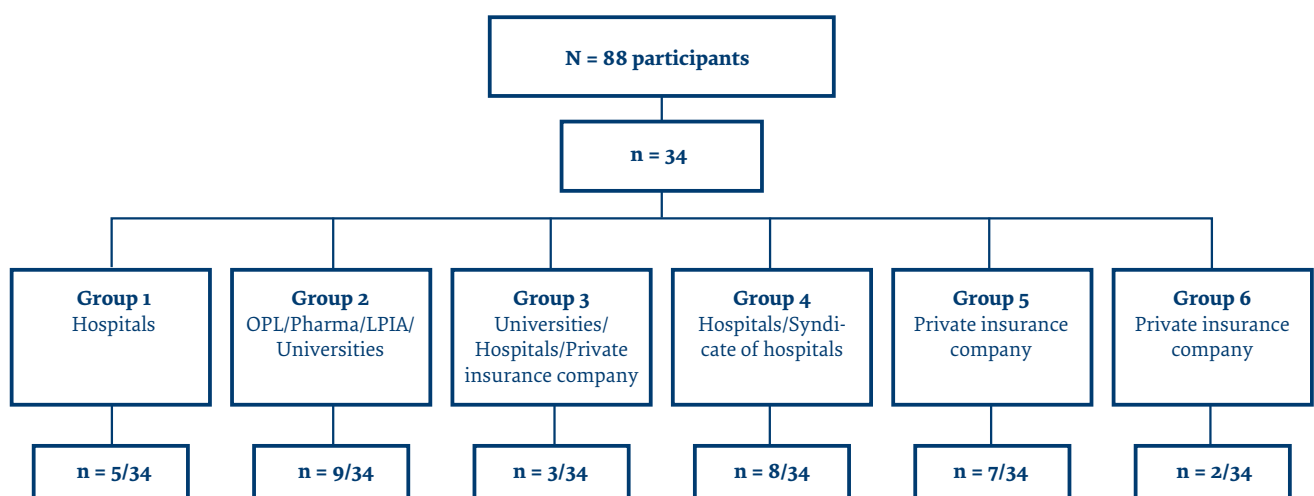 N = 88 participants
n = 34
Group 1
Hospitals
Group 2
OPL/Pharma/LPIA/
Universities
Group 3
Universities/
Hospitals/Private
insurance company
Group 4
Hospitals/Syndi-
cate of hospitals
Group 5
Private insurance
company
Group 6
Private insurance
company
n = 5/34
n = 9/34
n = 3/34
n = 8/34
n = 7/34
n = 2/34